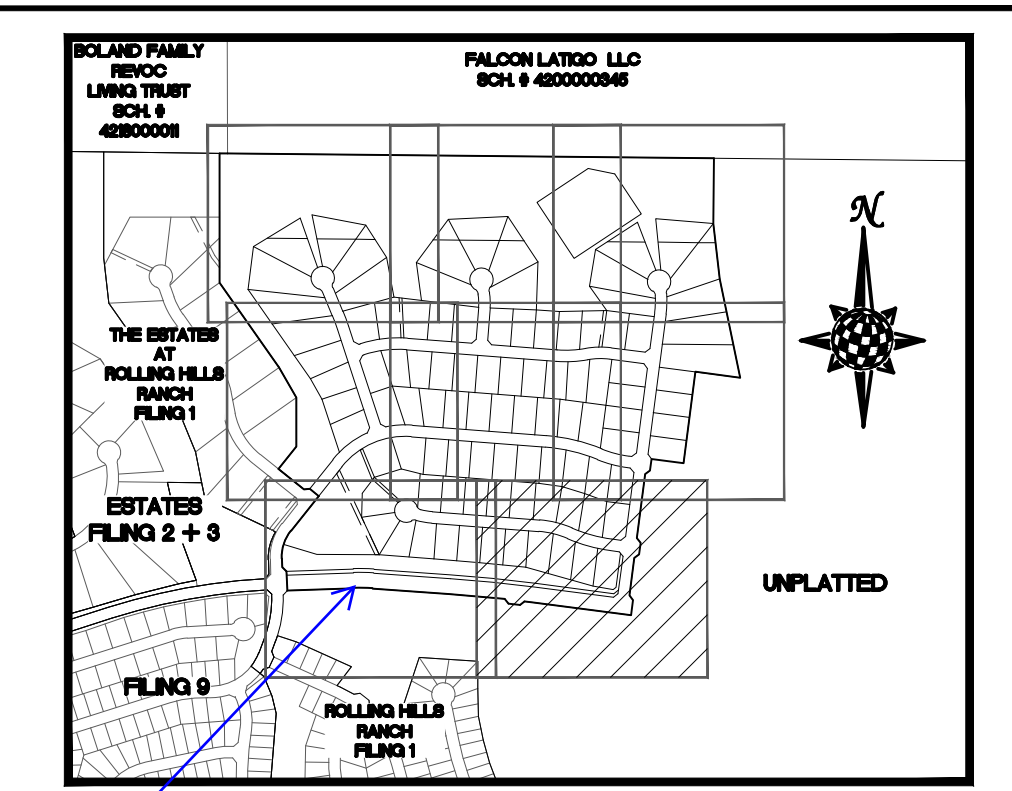 BOLAND FAMILY
REVOC
LIVING TRUST
SCH. #
4218000011
FALCON LATIGO LLC
SCH. # 4200000345
N
THE ESTATES
AT
ROLLING HILLS
RANCH
FILING 1
ESTATES
FILING 2 + 3
UNPLATTED
FILING 9
ROLLING HILLS
RANCH
FILING 1